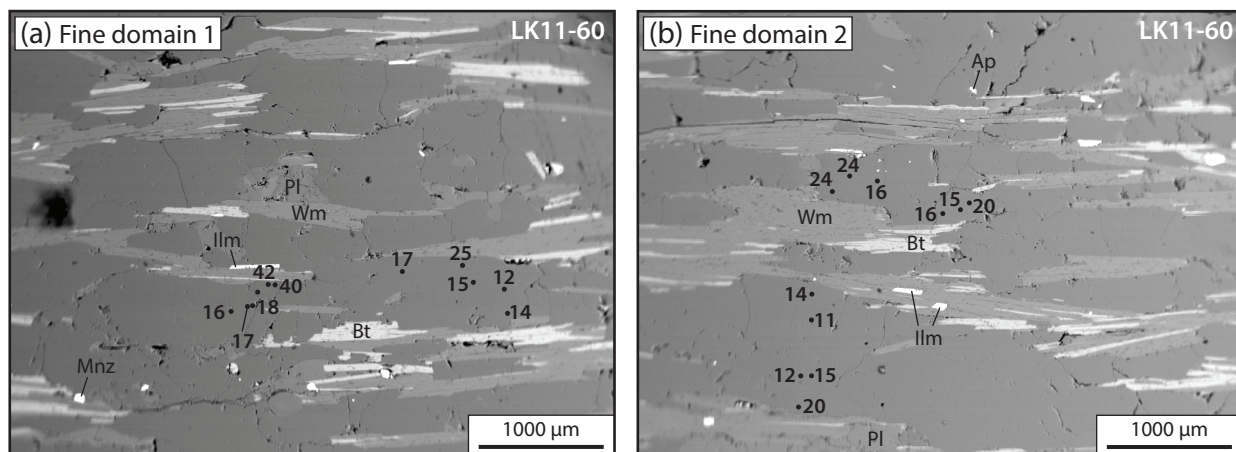 (a) Fine domain 1
LK11-60
Pl
Wm
Ilm
42
40
17
25
15
12
14
16
18
17
Bt
Mnz
1000 µm
(b) Fine domain 2
LK11-60
Ap
24
24
16
15
20
16
Wm
Bt
14
11
Ilm
12
15
20
Pl
1000 µm